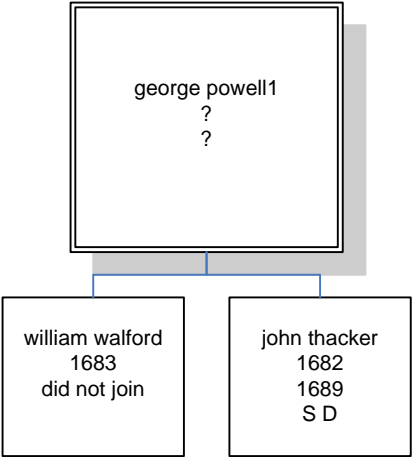 george powell1
?
?
william walford
1683
did not join
john thacker
1682
1689
S D